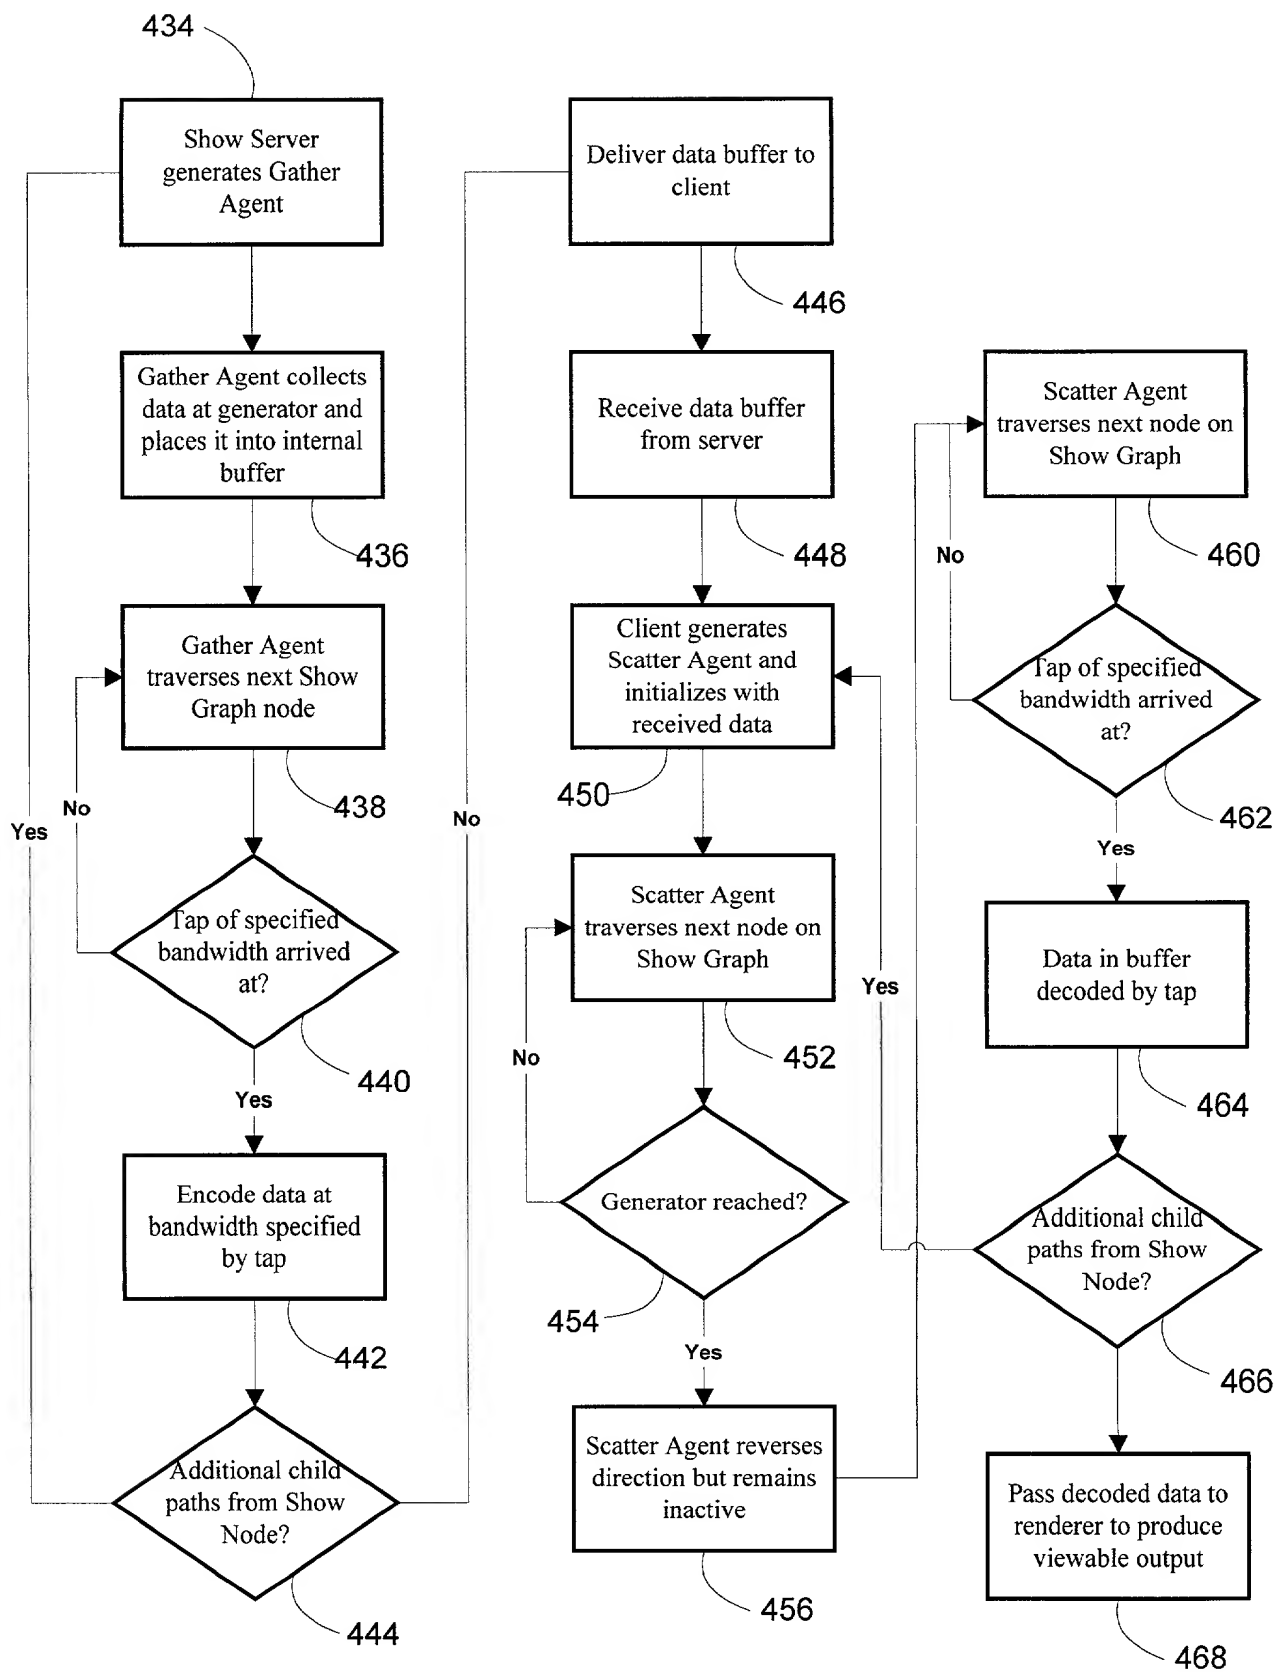 434
Show Server
generates Gather
Agent
Gather Agent collects
data at generator and
places it into internal
buffer
436
Gather Agent
traverses next Show
Graph node
438
No
Yes
Tap of specified
bandwidth arrived
at?
440
Yes
Encode data at
bandwidth specified
by tap
442
Additional child
paths from Show
Node?
444
No
Deliver data buffer to
client
446
Receive data buffer
from server
448
Client generates
Scatter Agent and
initializes with
received data
450
Scatter Agent
traverses next node on
Show Graph
452
No
Generator reached?
454
Yes
Scatter Agent reverses
direction but remains
inactive
456
Scatter Agent
traverses next node on
Show Graph
460
No
Tap of specified
bandwidth arrived
at?
462
Yes
Data in buffer
decoded by tap
464
Yes
Additional child
paths from Show
Node?
466
Pass decoded data to
renderer to produce
viewable output
468